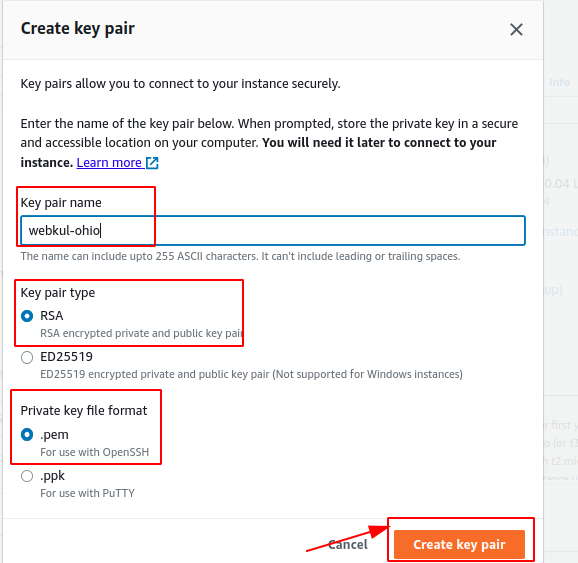 Create key pair
Info
Key pairs allow you to connect to your instance securely.
Enter the name of the key pair below. When prompted, store the private key in a secure
and accessible location on your computer. You will need it later to connect to your
instance. Learn more
Key pair name
webkul-ohio
The name can include upto 255 ASCII characters. It can't include leading or trailing spaces.
Key pair type
RSA
RSA encrypted private and public key pair
ED25519
ED25519 encrypted private and public key pair (Not supported for Windows instances)
Private key file format
.pem
For use with OpenSSH
.ppk
For use with PuTTY
Cancel
Create key pair